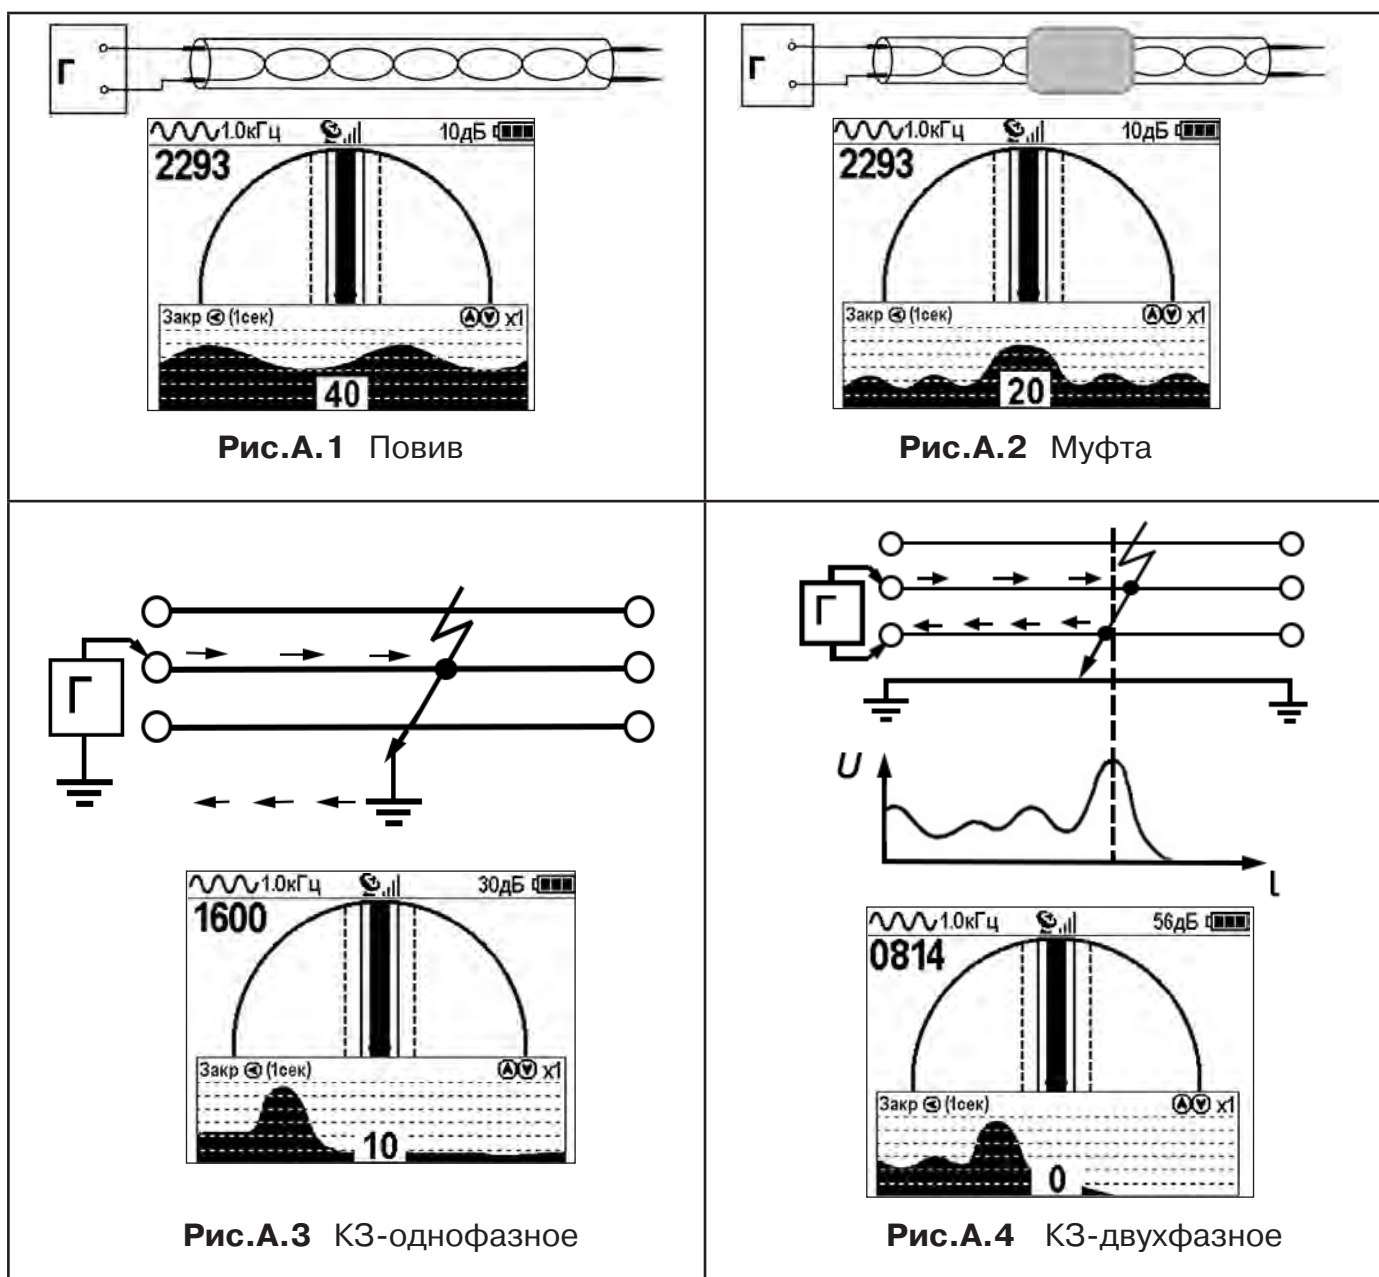 Г
1.0кГц 10дБ
2293
Закр (1сек) x1
40
Рис.А.1 Повив
Г
1.0кГц 10дБ
2293
Закр (1сек) x1
20
Рис.А.2 Муфта
Г
1.0кГц 30дБ
1600
Закр (1сек) x1
10
Рис.А.3 КЗ-однофазное
Г
U
l
1.0кГц 56дБ
0814
Закр (1сек) x1
0
Рис.А.4 КЗ-двухфазное